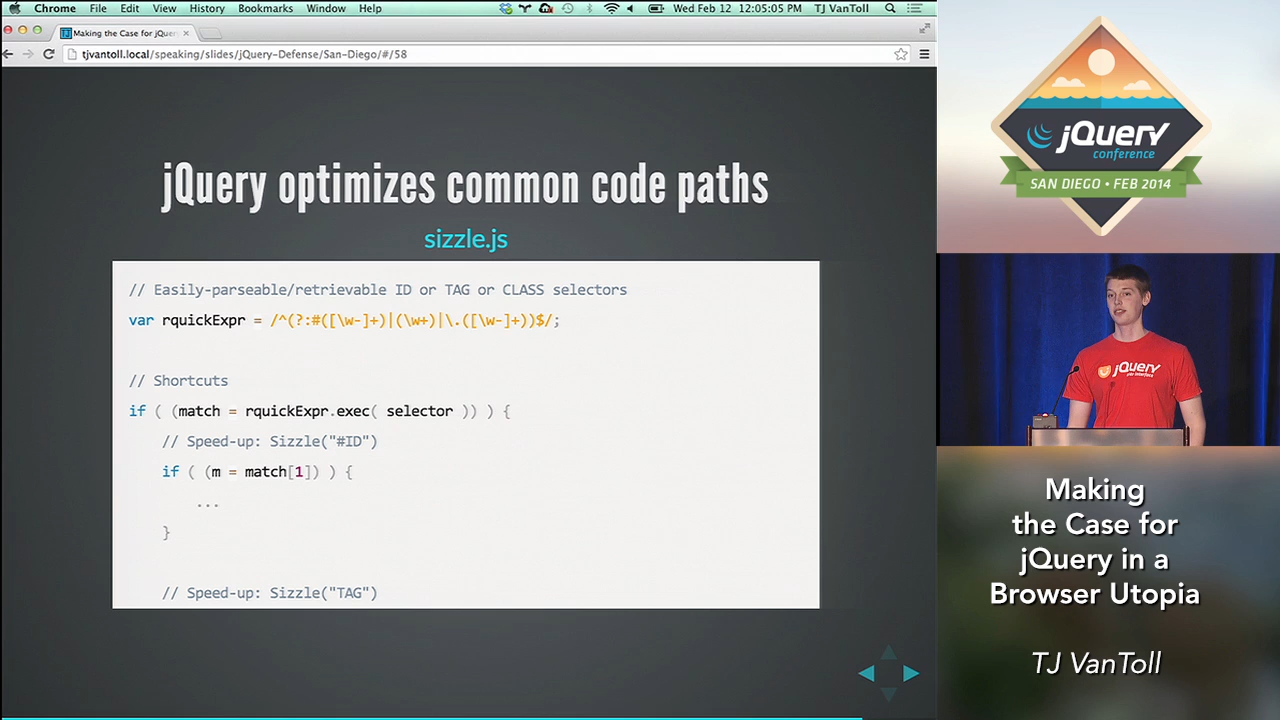 Chrome File Edit View History Bookmarks Window Help
Wed Feb 12 12:05:05 PM TJ VanToll
Making the Case for jQuer
tjvantoll.local/speaking/slides/jQuery-Defense/San-Diego/#/58
jQuery optimizes common code paths
sizzle.js
// Easily-parseable/retrievable ID or TAG or CLASS selectors
var rquickExpr = /^(?:#([\w-]+)|(\w+)|\.([\w-]+))$/;
// Shortcuts
if ( (match = rquickExpr.exec( selector )) ) {
// Speed-up: Sizzle("#ID")
if ( (m = match[1]) ) {
...
}
// Speed-up: Sizzle("TAG")
jQuery
conference
SAN DIEGO • FEB 2014
jQuery
Making
the Case for
jQuery in a
Browser Utopia
TJ VanToll